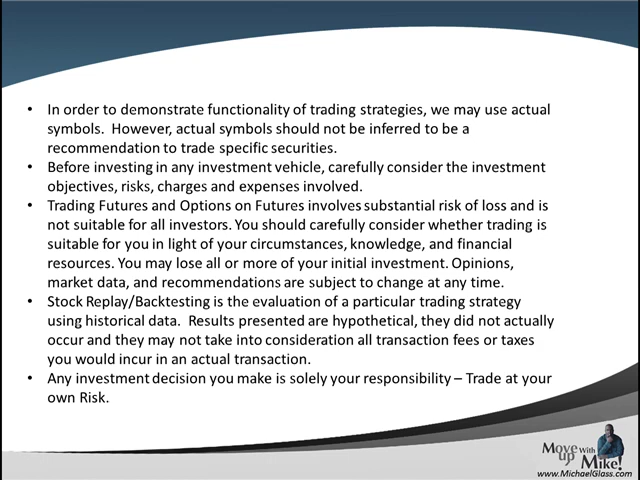 • In order to demonstrate functionality of trading strategies, we may use actual
symbols.  However, actual symbols should not be inferred to be a
recommendation to trade specific securities.
• Before investing in any investment vehicle, carefully consider the investment
objectives, risks, charges and expenses involved.
• Trading Futures and Options on Futures involves substantial risk of loss and is
not suitable for all investors. You should carefully consider whether trading is
suitable for you in light of your circumstances, knowledge, and financial
resources. You may lose all or more of your initial investment. Opinions,
market data, and recommendations are subject to change at any time.
• Stock Replay/Backtesting is the evaluation of a particular trading strategy
using historical data.  Results presented are hypothetical, they did not actually
occur and they may not take into consideration all transaction fees or taxes
you would incur in an actual transaction.
• Any investment decision you make is solely your responsibility – Trade at your
own Risk.
Move up With Mike!
www.MichaelGlass.com